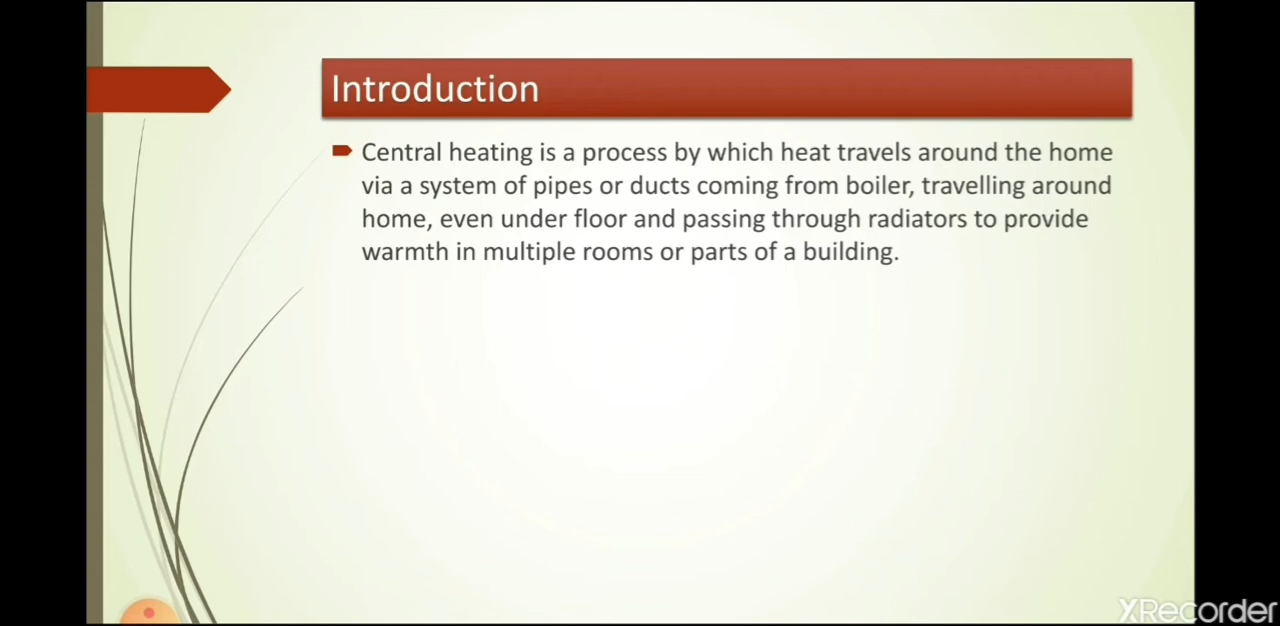 Introduction
Central heating is a process by which heat travels around the home
via a system of pipes or ducts coming from boiler, travelling around
home, even under floor and passing through radiators to provide
warmth in multiple rooms or parts of a building.
XRecorder